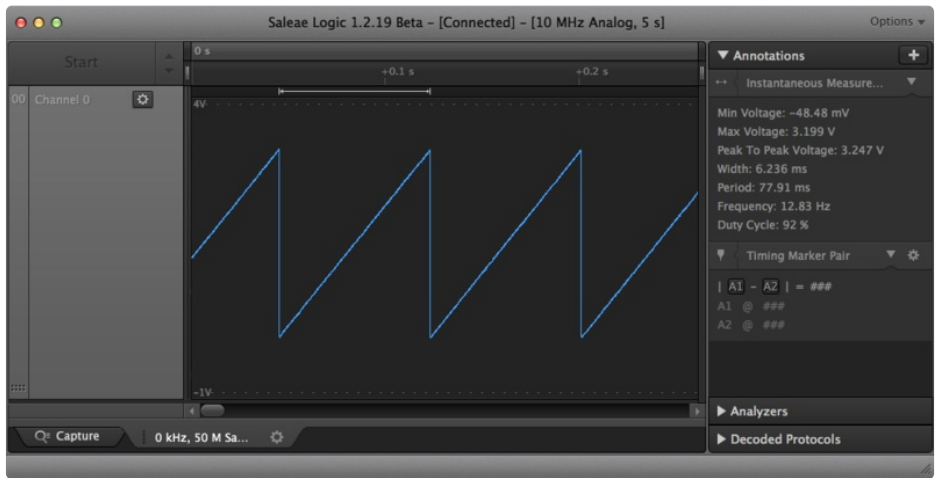 Saleae Logic 1.2.19 Beta – [Connected] – [10 MHz Analog, 5 s]
Options
Start
0 s
+0.1 s
+0.2 s
00 Channel 0
4V
-1V
Annotations
Instantaneous Measure...
Min Voltage: -48.48 mV
Max Voltage: 3.199 V
Peak To Peak Voltage: 3.247 V
Width: 6.236 ms
Period: 77.91 ms
Frequency: 12.83 Hz
Duty Cycle: 92 %
Timing Marker Pair
| A1 - A2 | = ###
A1 @ ###
A2 @ ###
Analyzers
Decoded Protocols
Capture
0 kHz, 50 M Sa...